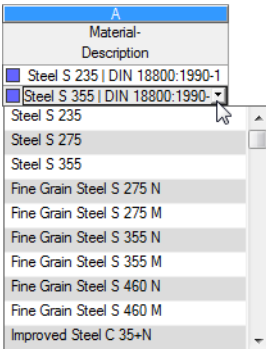 A
Material-
Description
Steel S 235 | DIN 18800:1990-1
Steel S 355 | DIN 18800:1990-
Steel S 235
Steel S 275
Steel S 355
Fine Grain Steel S 275 N
Fine Grain Steel S 275 M
Fine Grain Steel S 355 N
Fine Grain Steel S 355 M
Fine Grain Steel S 460 N
Fine Grain Steel S 460 M
Improved Steel C 35+N